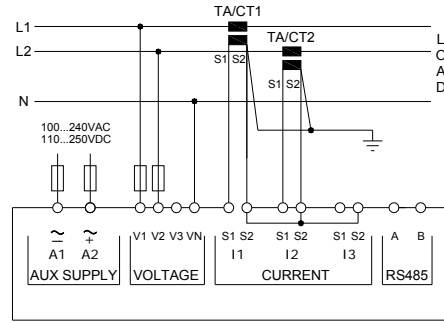 TA/CT1
L1
L2
TA/CT2
S1 S2
S1 S2
N
L
O
A
D
100...240VAC
110...250VDC
V1 V2 V3 VN S1 S2 S1 S2 S1 S2 A B
A1 A2 I1 I2 I3
AUX SUPPLY VOLTAGE CURRENT RS485